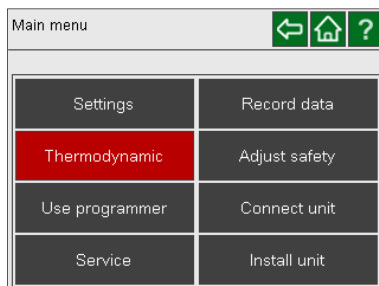 Main menu
?
Settings
Record data
Thermodynamic
Adjust safety
Use programmer
Connect unit
Service
Install unit